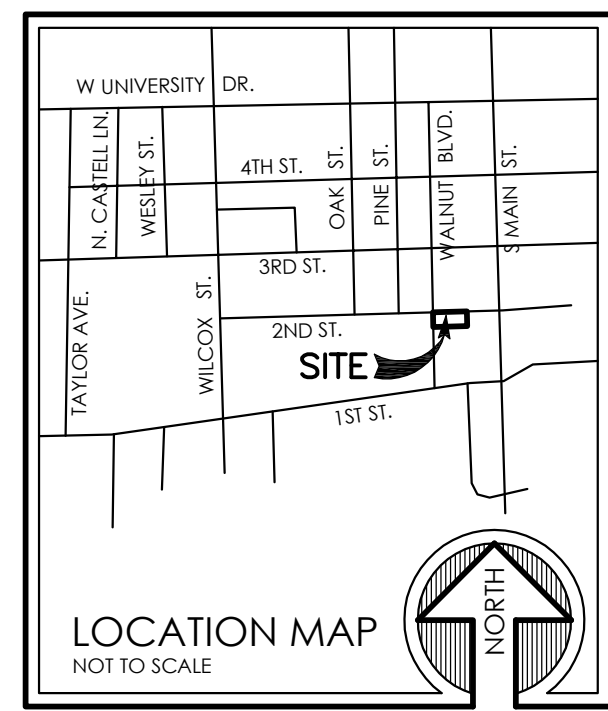 W UNIVERSITY DR.
N. CASTELL LN.
WESLEY ST.
4TH ST.
OAK ST.
PINE ST.
WALNUT BLVD.
S MAIN ST.
3RD ST.
TAYLOR AVE.
WILCOX ST.
2ND ST.
SITE
1ST ST.
LOCATION MAP
NOT TO SCALE
NORTH